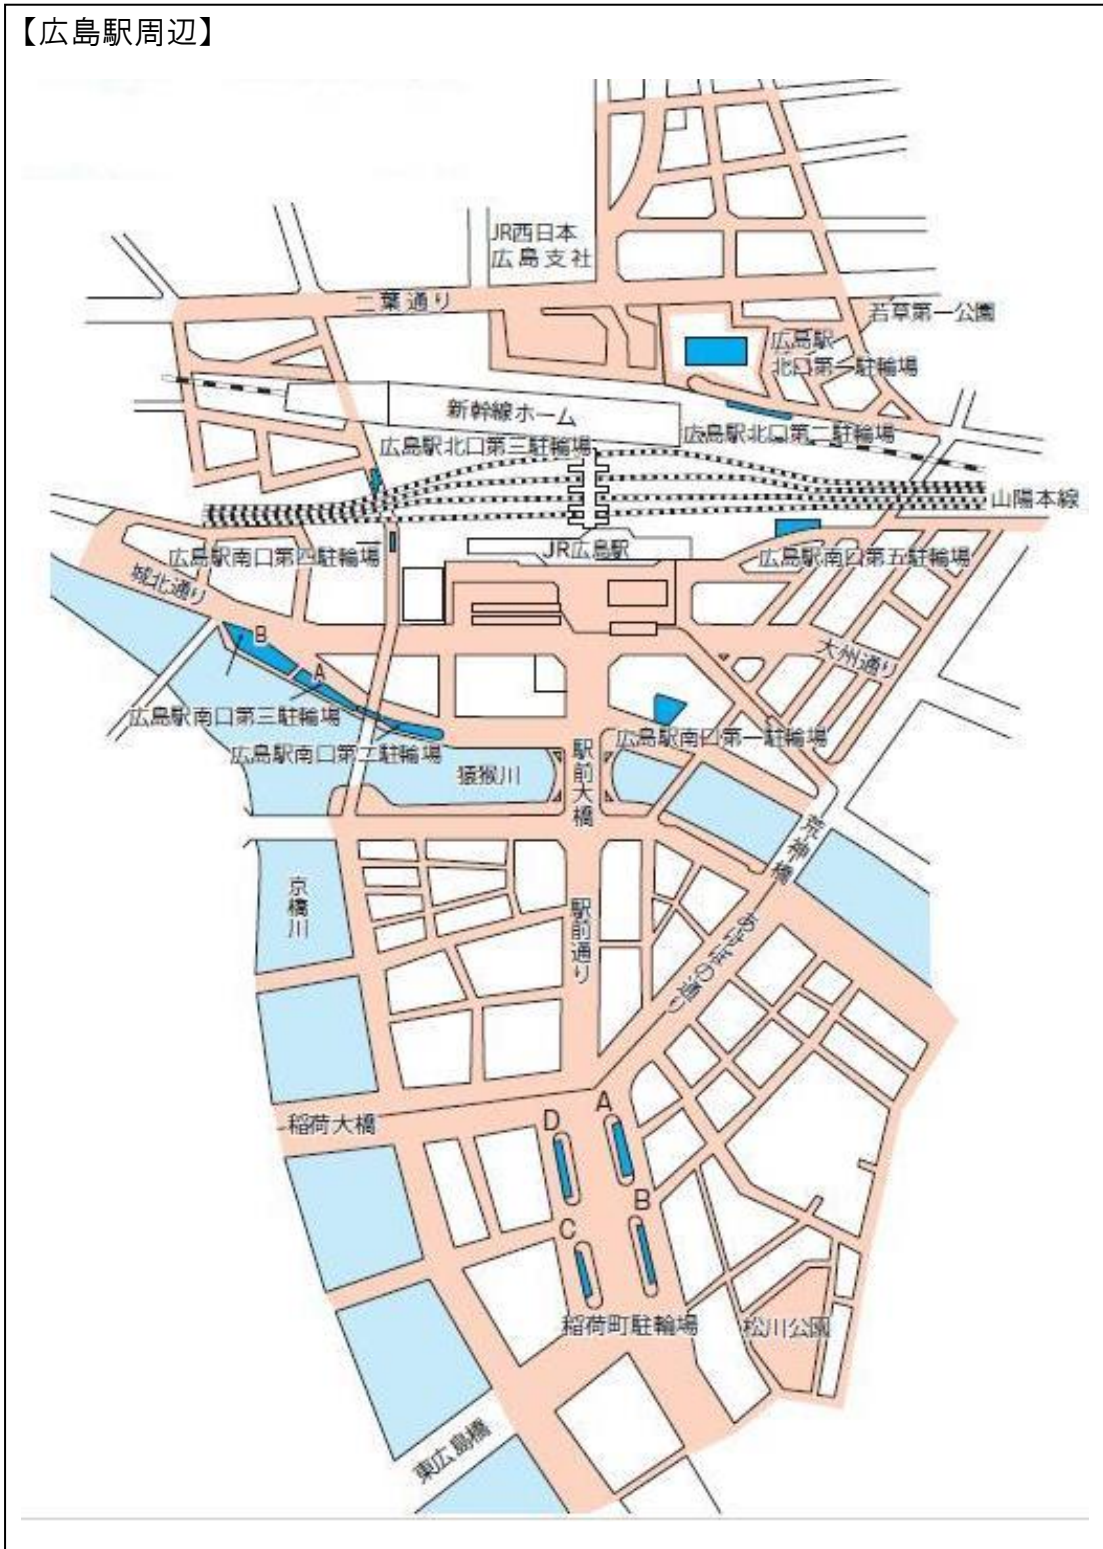 【広島駅周辺】
JR西日本
広島支社
二葉通り
若草第一公園
広島駅
北口第一駐輪場
新幹線ホーム
広島駅北口第二駐輪場
広島駅北口第三駐輪場
山陽本線
JR広島駅
広島駅南口第四駐輪場
広島駅南口第五駐輪場
城北通り
B
A
大州通り
広島駅南口第三駐輪場
広島駅南口第二駐輪場
広島駅南口第一駐輪場
猿猴川
駅前大橋
荒神橋
京橋川
駅前通り
あけぼの通り
稲荷大橋
D
A
B
C
稲荷町駐輪場
松川公園
東広島橋